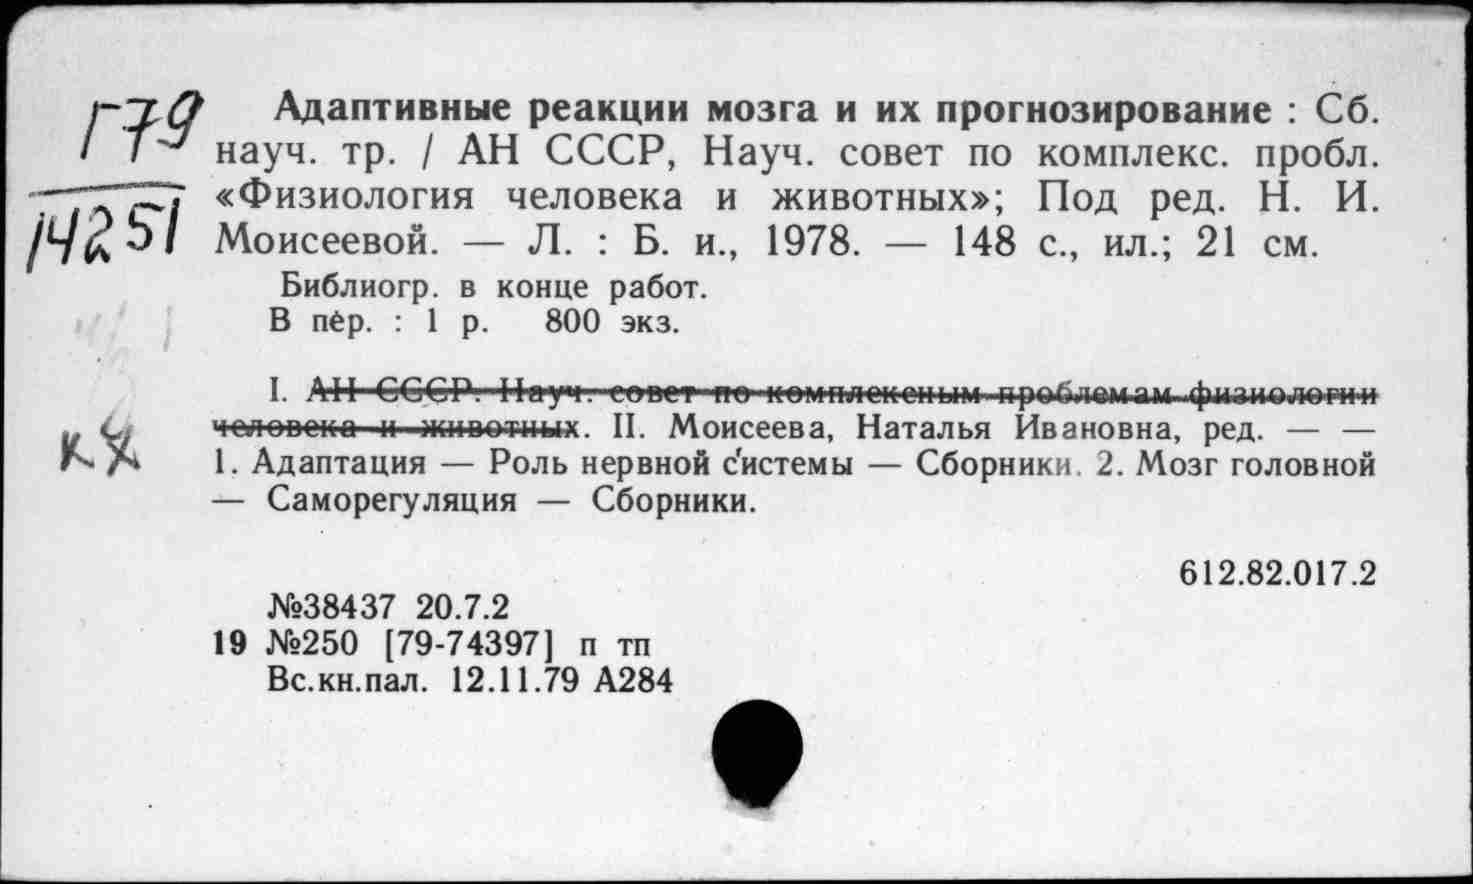 Г79
14251
Адаптивные реакции мозга и их прогнозирование : Сб.
науч. тр. / АН СССР, Науч. совет по комплекс. пробл.
«Физиология человека и животных»; Под ред. Н. И.
Моисеевой. — Л. : Б. и., 1978. — 148 с., ил.; 21 см.
Библиогр. в конце работ.
В пер. : 1 р. 800 экз.
I. АН СССР. Науч. совет по комплексным проблемам физиологии
человека и животных. II. Моисеева, Наталья Ивановна, ред. — —
1. Адаптация — Роль нервной системы — Сборники. 2. Мозг головной
— Саморегуляция — Сборники.
612.82.017.2
№38437 20.7.2
19 №250 [79-74397] п тп
Вс.кн.пал. 12.11.79 А284